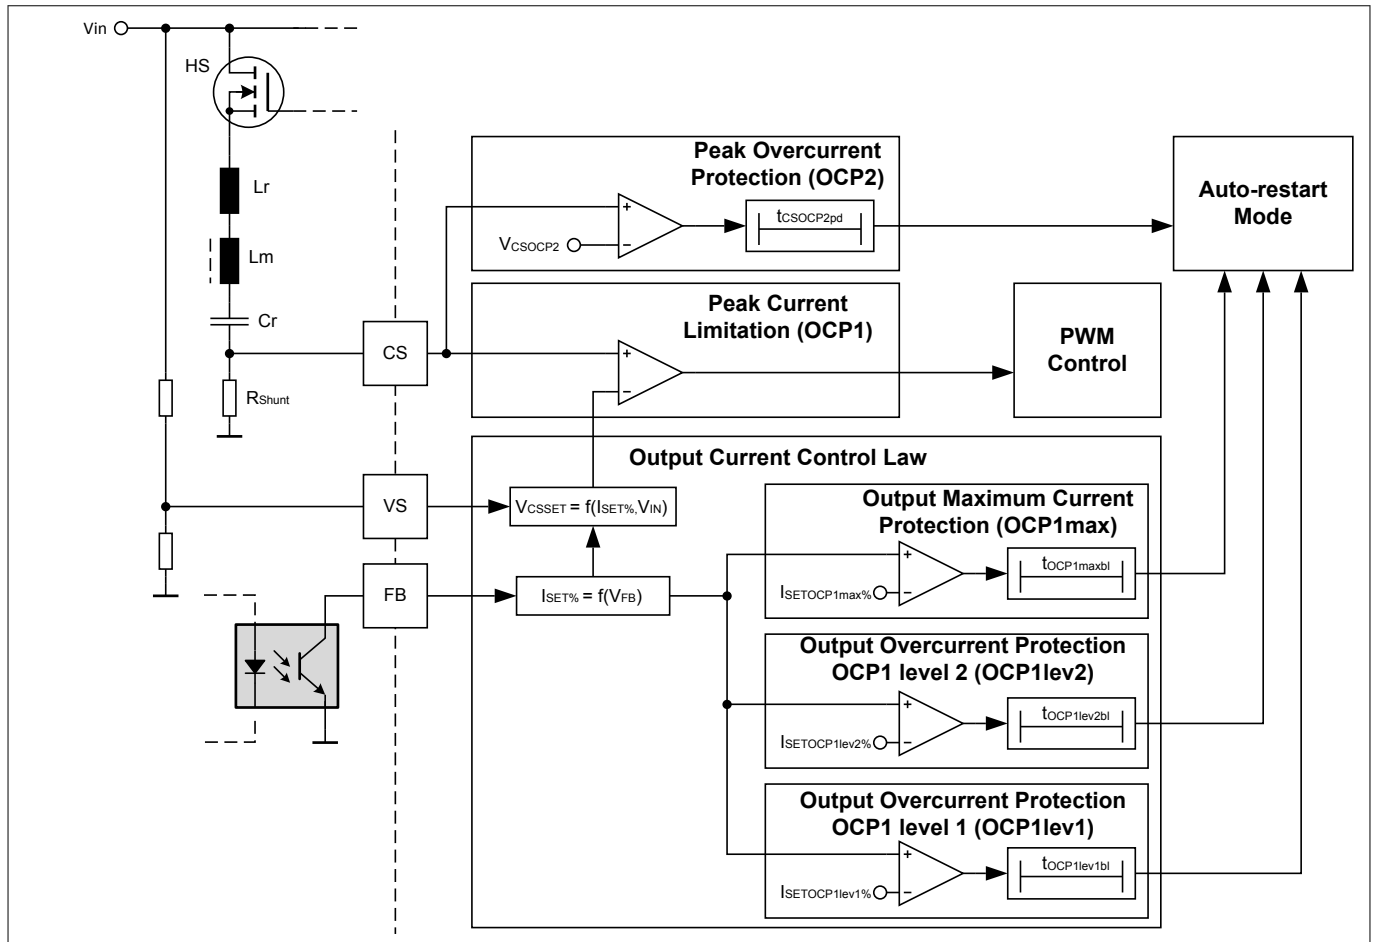 Vin
HS
Lr
Lm
Cr
RShunt
CS
VS
FB
Peak Overcurrent
Protection (OCP2)
VCSOCP2
tCSOCP2pd
Auto-restart
Mode
Peak Current
Limitation (OCP1)
PWM
Control
Output Current Control Law
VCSSET = f(ISET%,VIN)
ISET% = f(VFB)
Output Maximum Current
Protection (OCP1max)
ISETOCP1max%
tOCP1maxbl
Output Overcurrent Protection
OCP1 level 2 (OCP1lev2)
ISETOCP1lev2%
tOCP1lev2bl
Output Overcurrent Protection
OCP1 level 1 (OCP1lev1)
ISETOCP1lev1%
tOCP1lev1bl